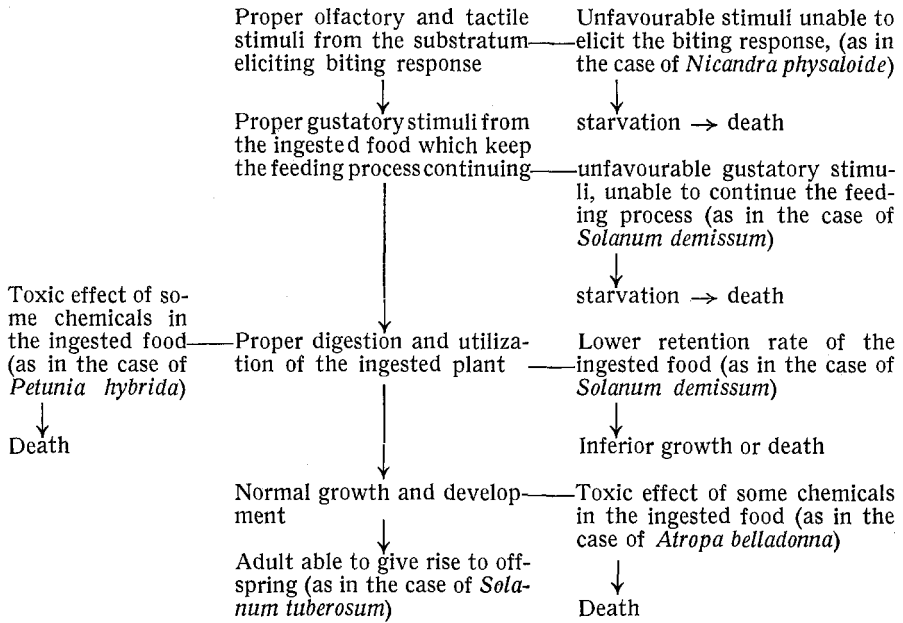 Proper olfactory and tactile
stimuli from the substratum
eliciting biting response
Unfavourable stimuli unable to
elicit the biting response, (as in
the case of Nicandra physaloide)
starvation → death
Proper gustatory stimuli from
the ingested food which keep
the feeding process continuing
unfavourable gustatory stimu-
li, unable to continue the feed-
ing process (as in the case of
Solanum demissum)
starvation → death
Toxic effect of so-
me chemicals in
the ingested food
(as in the case of
Petunia hybrida)
Death
Proper digestion and utiliza-
tion of the ingested plant
Lower retention rate of the
ingested food (as in the case of
Solanum demissum)
Inferior growth or death
Normal growth and develop-
ment
Toxic effect of some chemicals
in the ingested food (as in the
case of Atropa belladonna)
Death
Adult able to give rise to off-
spring (as in the case of Sola-
num tuberosum)